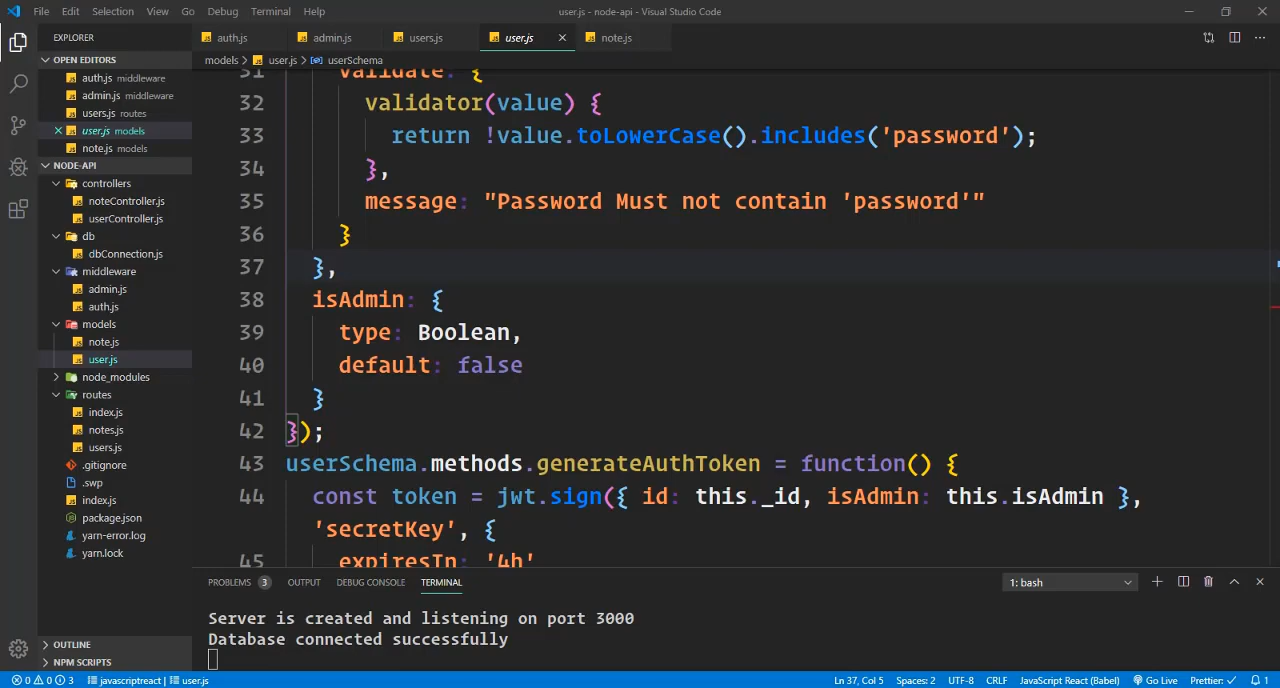 File Edit Selection View Go Debug Terminal Help
user.js - node-api - Visual Studio Code
EXPLORER
OPEN EDITORS
auth.js middleware
admin.js middleware
users.js routes
user.js models
note.js models
NODE-API
controllers
noteController.js
userController.js
db
dbConnection.js
middleware
admin.js
auth.js
models
note.js
user.js
node_modules
routes
index.js
notes.js
users.js
.gitignore
.swp
index.js
package.json
yarn-error.log
yarn.lock
OUTLINE
NPM SCRIPTS
auth.js admin.js users.js user.js note.js
models > user.js > userSchema
31 validate: {
32 validator(value) {
33 return !value.toLowerCase().includes('password');
34 },
35 message: "Password Must not contain 'password'"
36 }
37 },
38 isAdmin: {
39 type: Boolean,
40 default: false
41 }
42 });
43 userSchema.methods.generateAuthToken = function() {
44 const token = jwt.sign({ id: this._id, isAdmin: this.isAdmin },
'secretKey', {
45 expiresIn: '4h'
PROBLEMS 3 OUTPUT DEBUG CONSOLE TERMINAL 1: bash
Server is created and listening on port 3000
Database connected successfully
0 0 3 javascriptreact | user.js Ln 37, Col 5 Spaces: 2 UTF-8 CRLF JavaScript React (Babel) Go Live Prettier: ✓ 1